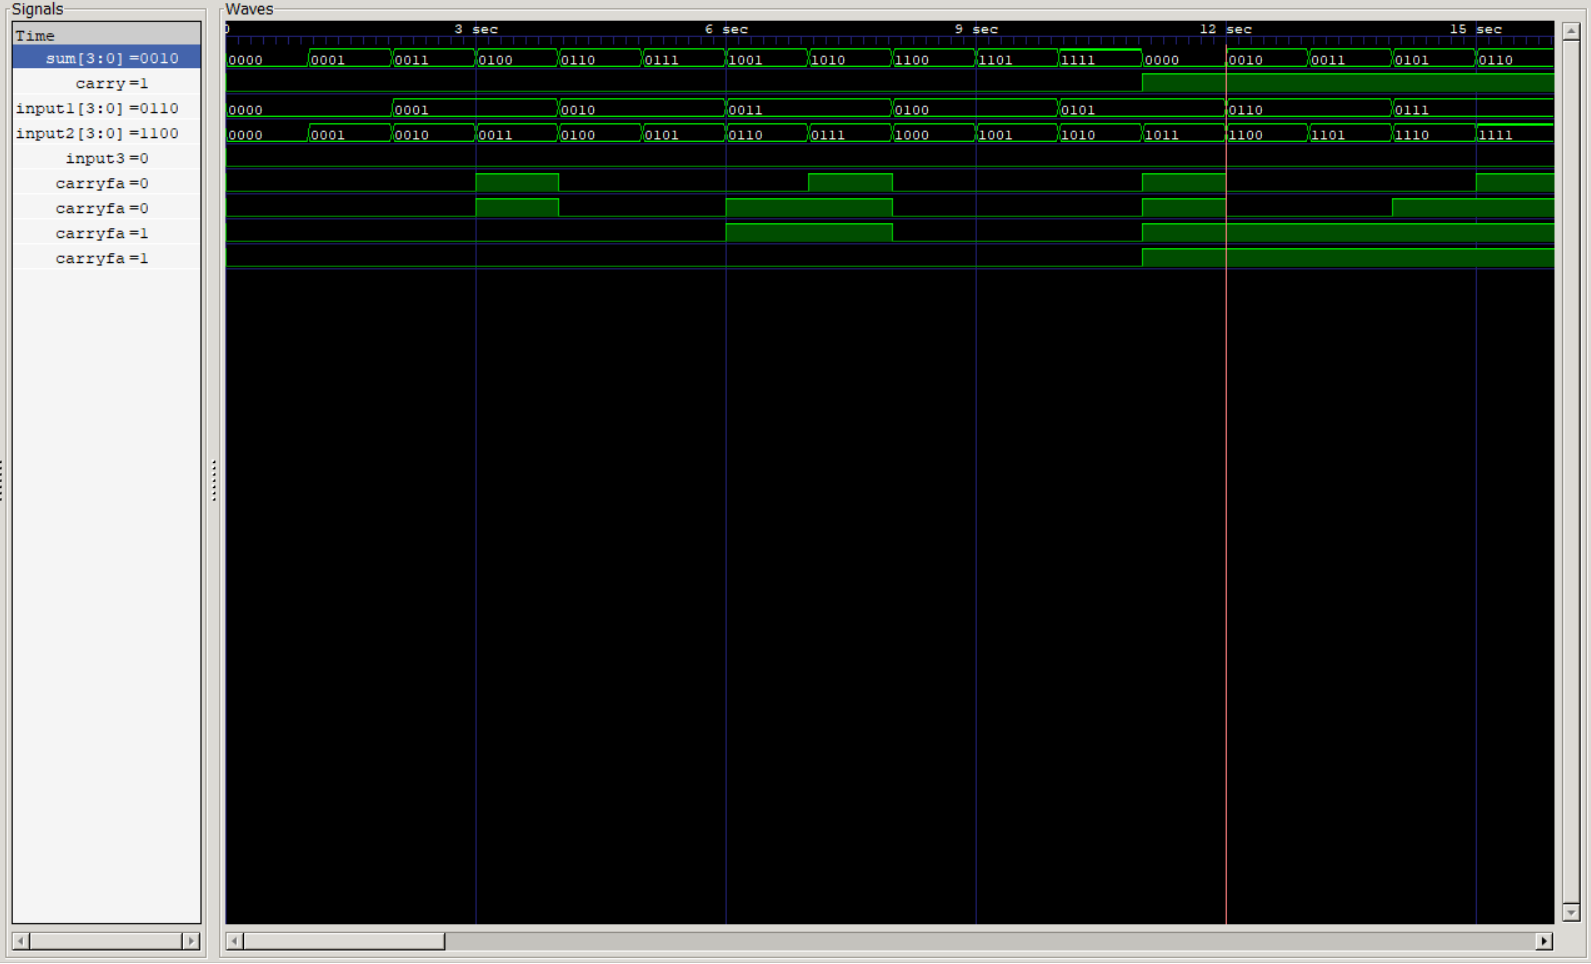 Signals
Waves
Time
0 3 sec 6 sec 9 sec 12 sec 15 sec
sum[3:0] =0010 0000 0001 0011 0100 0110 0111 1001 1010 1100 1101 1111 0000 0010 0011 0101 0110
carry =1
input1[3:0] =0110 0000 0001 0010 0011 0100 0101 0110 0111
input2[3:0] =1100 0000 0001 0010 0011 0100 0101 0110 0111 1000 1001 1010 1011 1100 1101 1110 1111
input3 =0
carryfa =0
carryfa =0
carryfa =1
carryfa =1